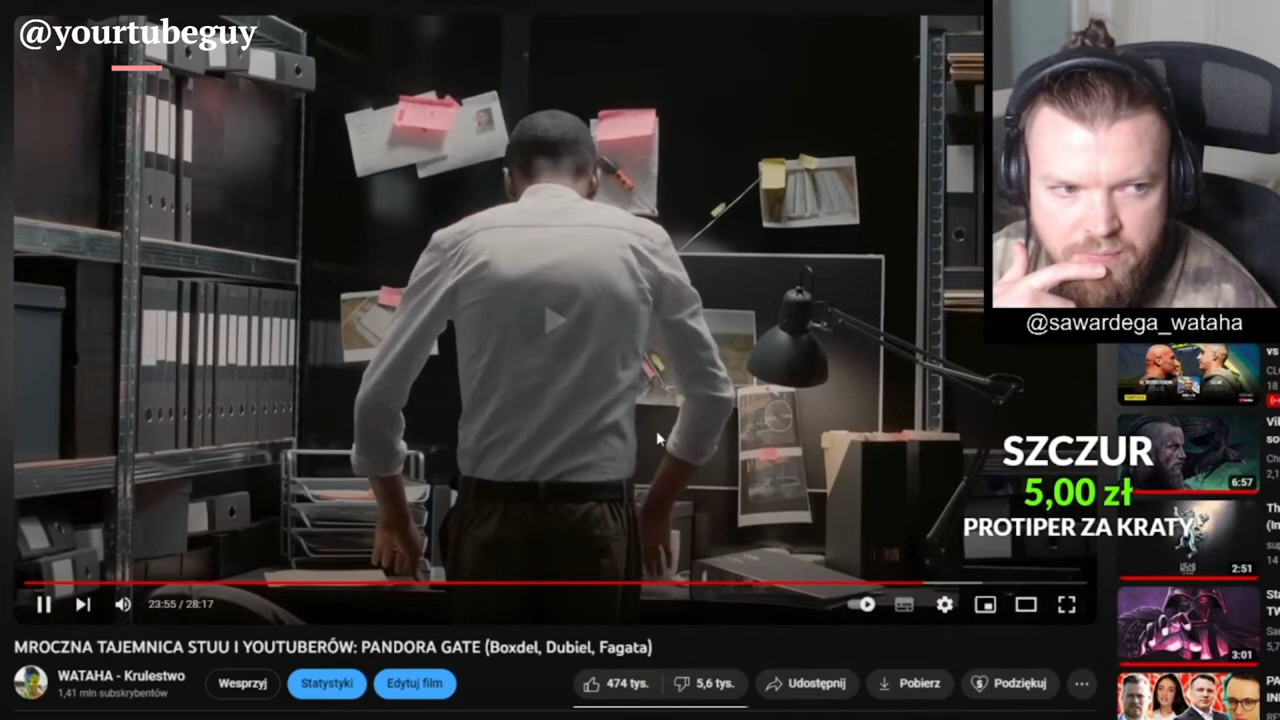 @yourtubeguy
@sawardega_wataha
SZCZUR
5,00 zł
PROTIPER ZA KRATY
6:57
2:51
3:01
23:55 / 28:17
MROCZNA TAJEMNICA STUU I YOUTUBERÓW: PANDORA GATE (Boxdel, Dubiel, Fagata)
WATAHA - Krulestwo
1,41 mln subskrybentów
Wesprzyj
Statystyki
Edytuj film
474 tys.
5,6 tys.
Udostępnij
Pobierz
Podziękuj